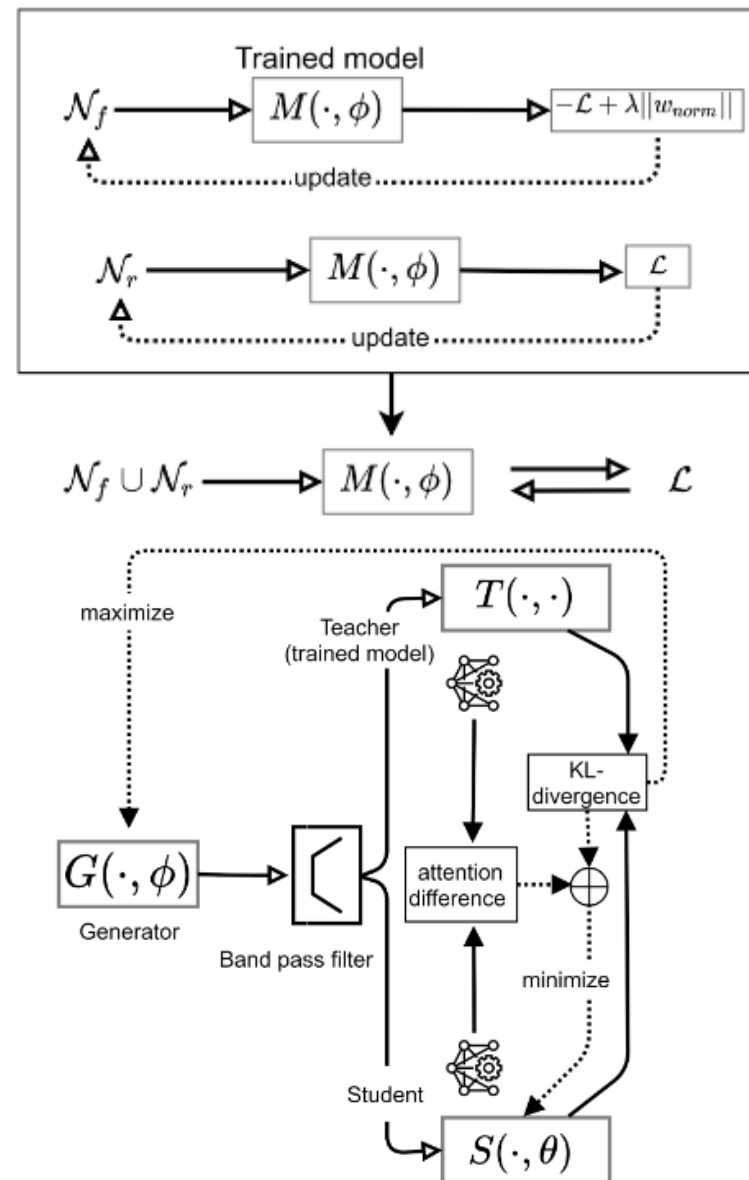 Trained model
𝒩_f
M(·, ϕ)
−ℒ + λ||w_norm||
update
𝒩_r
M(·, ϕ)
ℒ
update
𝒩_f ∪ 𝒩_r
M(·, ϕ)
ℒ
maximize
Teacher
(trained model)
T(·, ·)
KL-
divergence
G(·, ϕ)
Generator
Band pass filter
attention
difference
minimize
Student
S(·, θ)